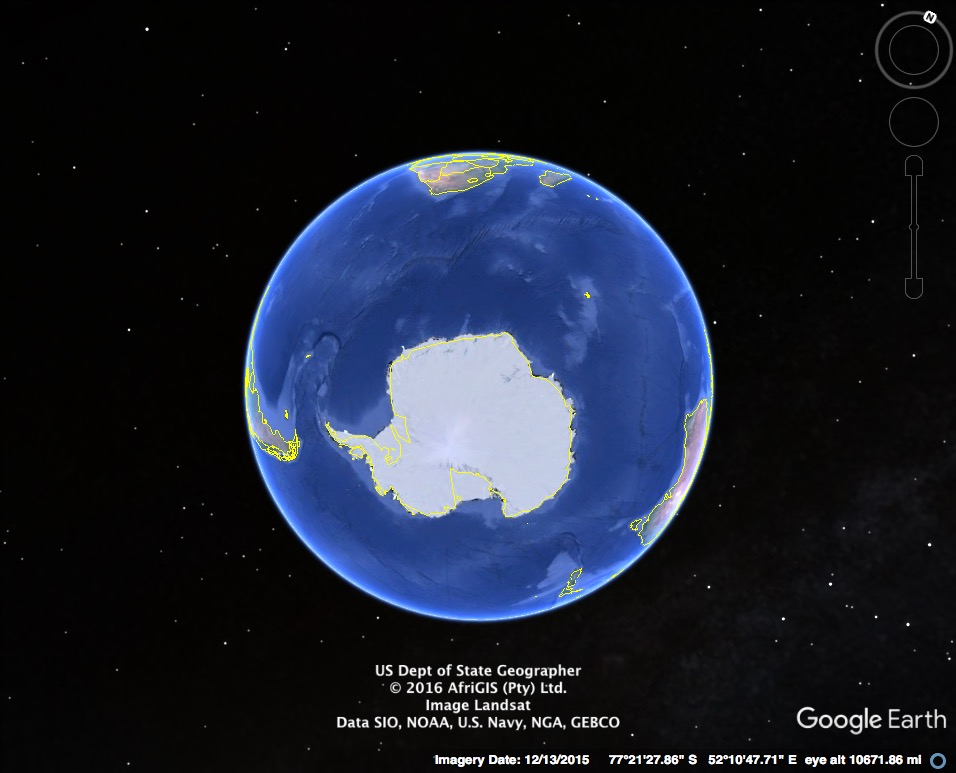 N
US Dept of State Geographer
© 2016 AfriGIS (Pty) Ltd.
Image Landsat
Data SIO, NOAA, U.S. Navy, NGA, GEBCO
Google Earth
Imagery Date: 12/13/2015 77°21'27.86" S 52°10'47.71" E eye alt 10671.86 mi